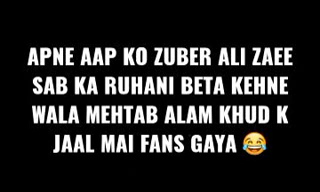 APNE AAP KO ZUBER ALI ZAEE
SAB KA RUHANI BETA KEHNE
WALA MEHTAB ALAM KHUD K
JAAL MAI FANS GAYA 😂